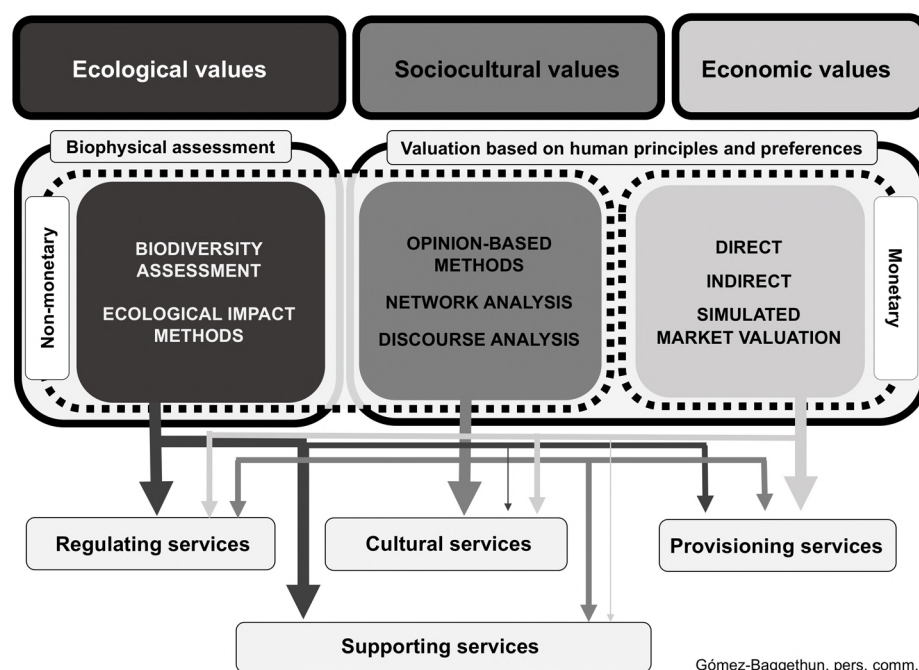 Ecological values
Sociocultural values
Economic values
Biophysical assessment
Valuation based on human principles and preferences
Non-monetary
BIODIVERSITY
ASSESSMENT
ECOLOGICAL IMPACT
METHODS
OPINION-BASED
METHODS
NETWORK ANALYSIS
DISCOURSE ANALYSIS
DIRECT
INDIRECT
SIMULATED
MARKET VALUATION
Monetary
Regulating services
Cultural services
Provisioning services
Supporting services
Gómez-Baggethun, pers. comm.